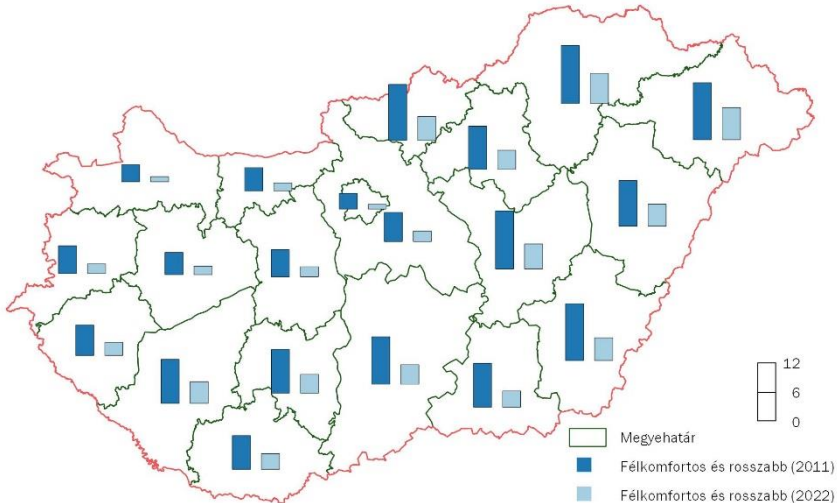 12
6
0
Megyehatár
Félkomfortos és rosszabb (2011)
Félkomfortos és rosszabb (2022)